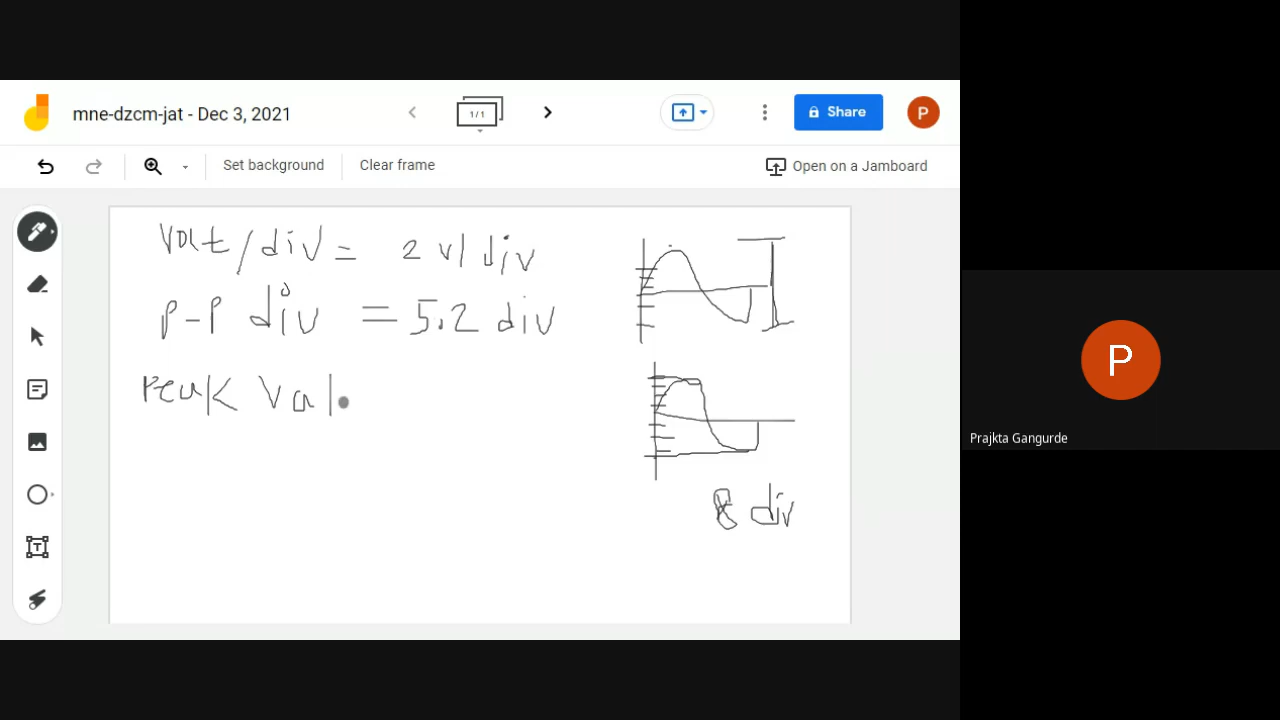 mne-dzcm-jat - Dec 3, 2021
1/1
Share
P
Set background
Clear frame
Open on a Jamboard
Volt/div = 2 v/div
P-P div = 5.2 div
Peak Val
8 div
T
P
Prajkta Gangurde